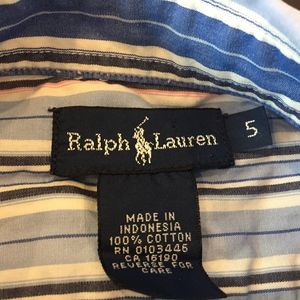 Ralph Lauren
5
MADE IN
INDONESIA
100% COTTON
RN 0103446
CA 16190
REVERSE FOR
CARE